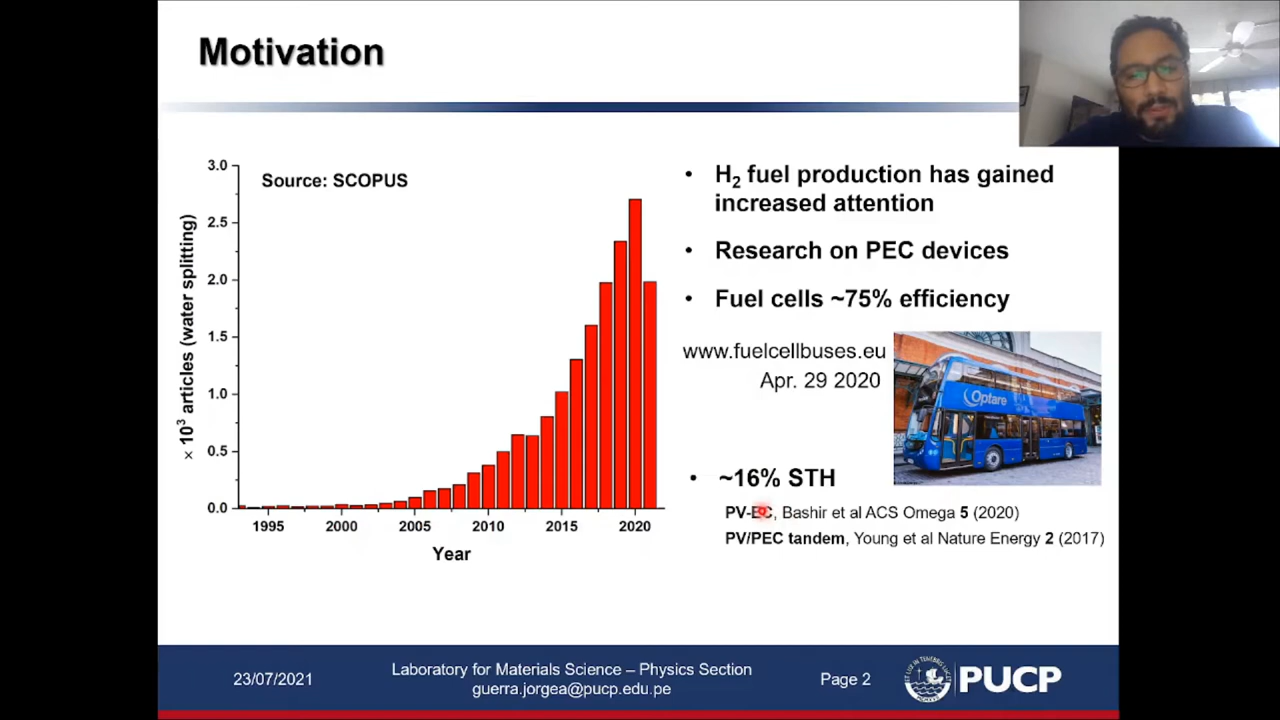 Motivation
Source: SCOPUS
3.0
2.5
2.0
1.5
1.0
0.5
0.0
× 10³ articles (water splitting)
1995
2000
2005
2010
2015
2020
Year
• H₂ fuel production has gained
increased attention
• Research on PEC devices
• Fuel cells ~75% efficiency
www.fuelcellbuses.eu
Apr. 29 2020
Optare
• ~16% STH
PV-EC, Bashir et al ACS Omega 5 (2020)
PV/PEC tandem, Young et al Nature Energy 2 (2017)
23/07/2021
Laboratory for Materials Science – Physics Section
guerra.jorgea@pucp.edu.pe
Page 2
PUCP